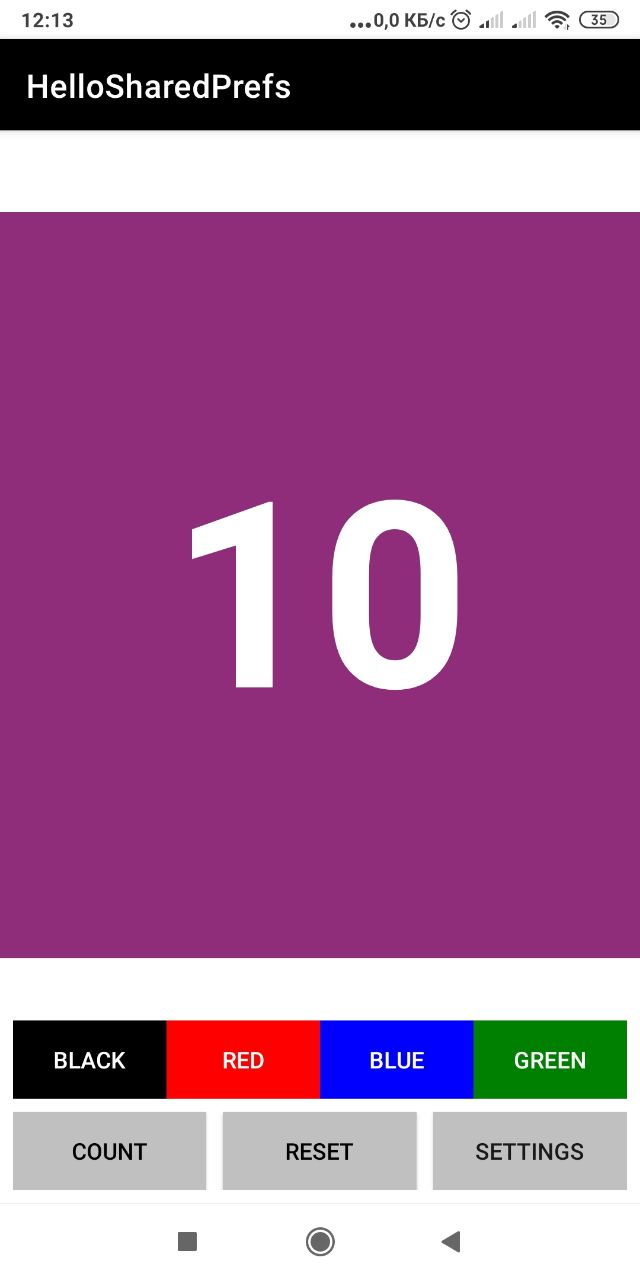 12:13 ...0,0 КБ/с 35
HelloSharedPrefs
10
BLACK RED BLUE GREEN
COUNT RESET SETTINGS